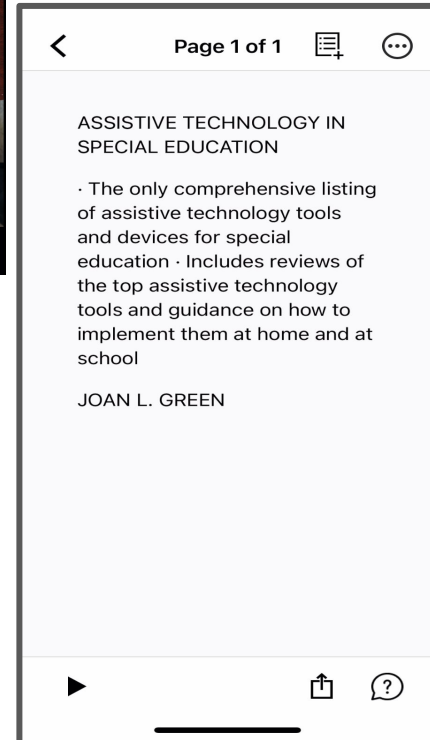 Page 1 of 1
ASSISTIVE TECHNOLOGY IN
SPECIAL EDUCATION
· The only comprehensive listing
of assistive technology tools
and devices for special
education · Includes reviews of
the top assistive technology
tools and guidance on how to
implement them at home and at
school
JOAN L. GREEN